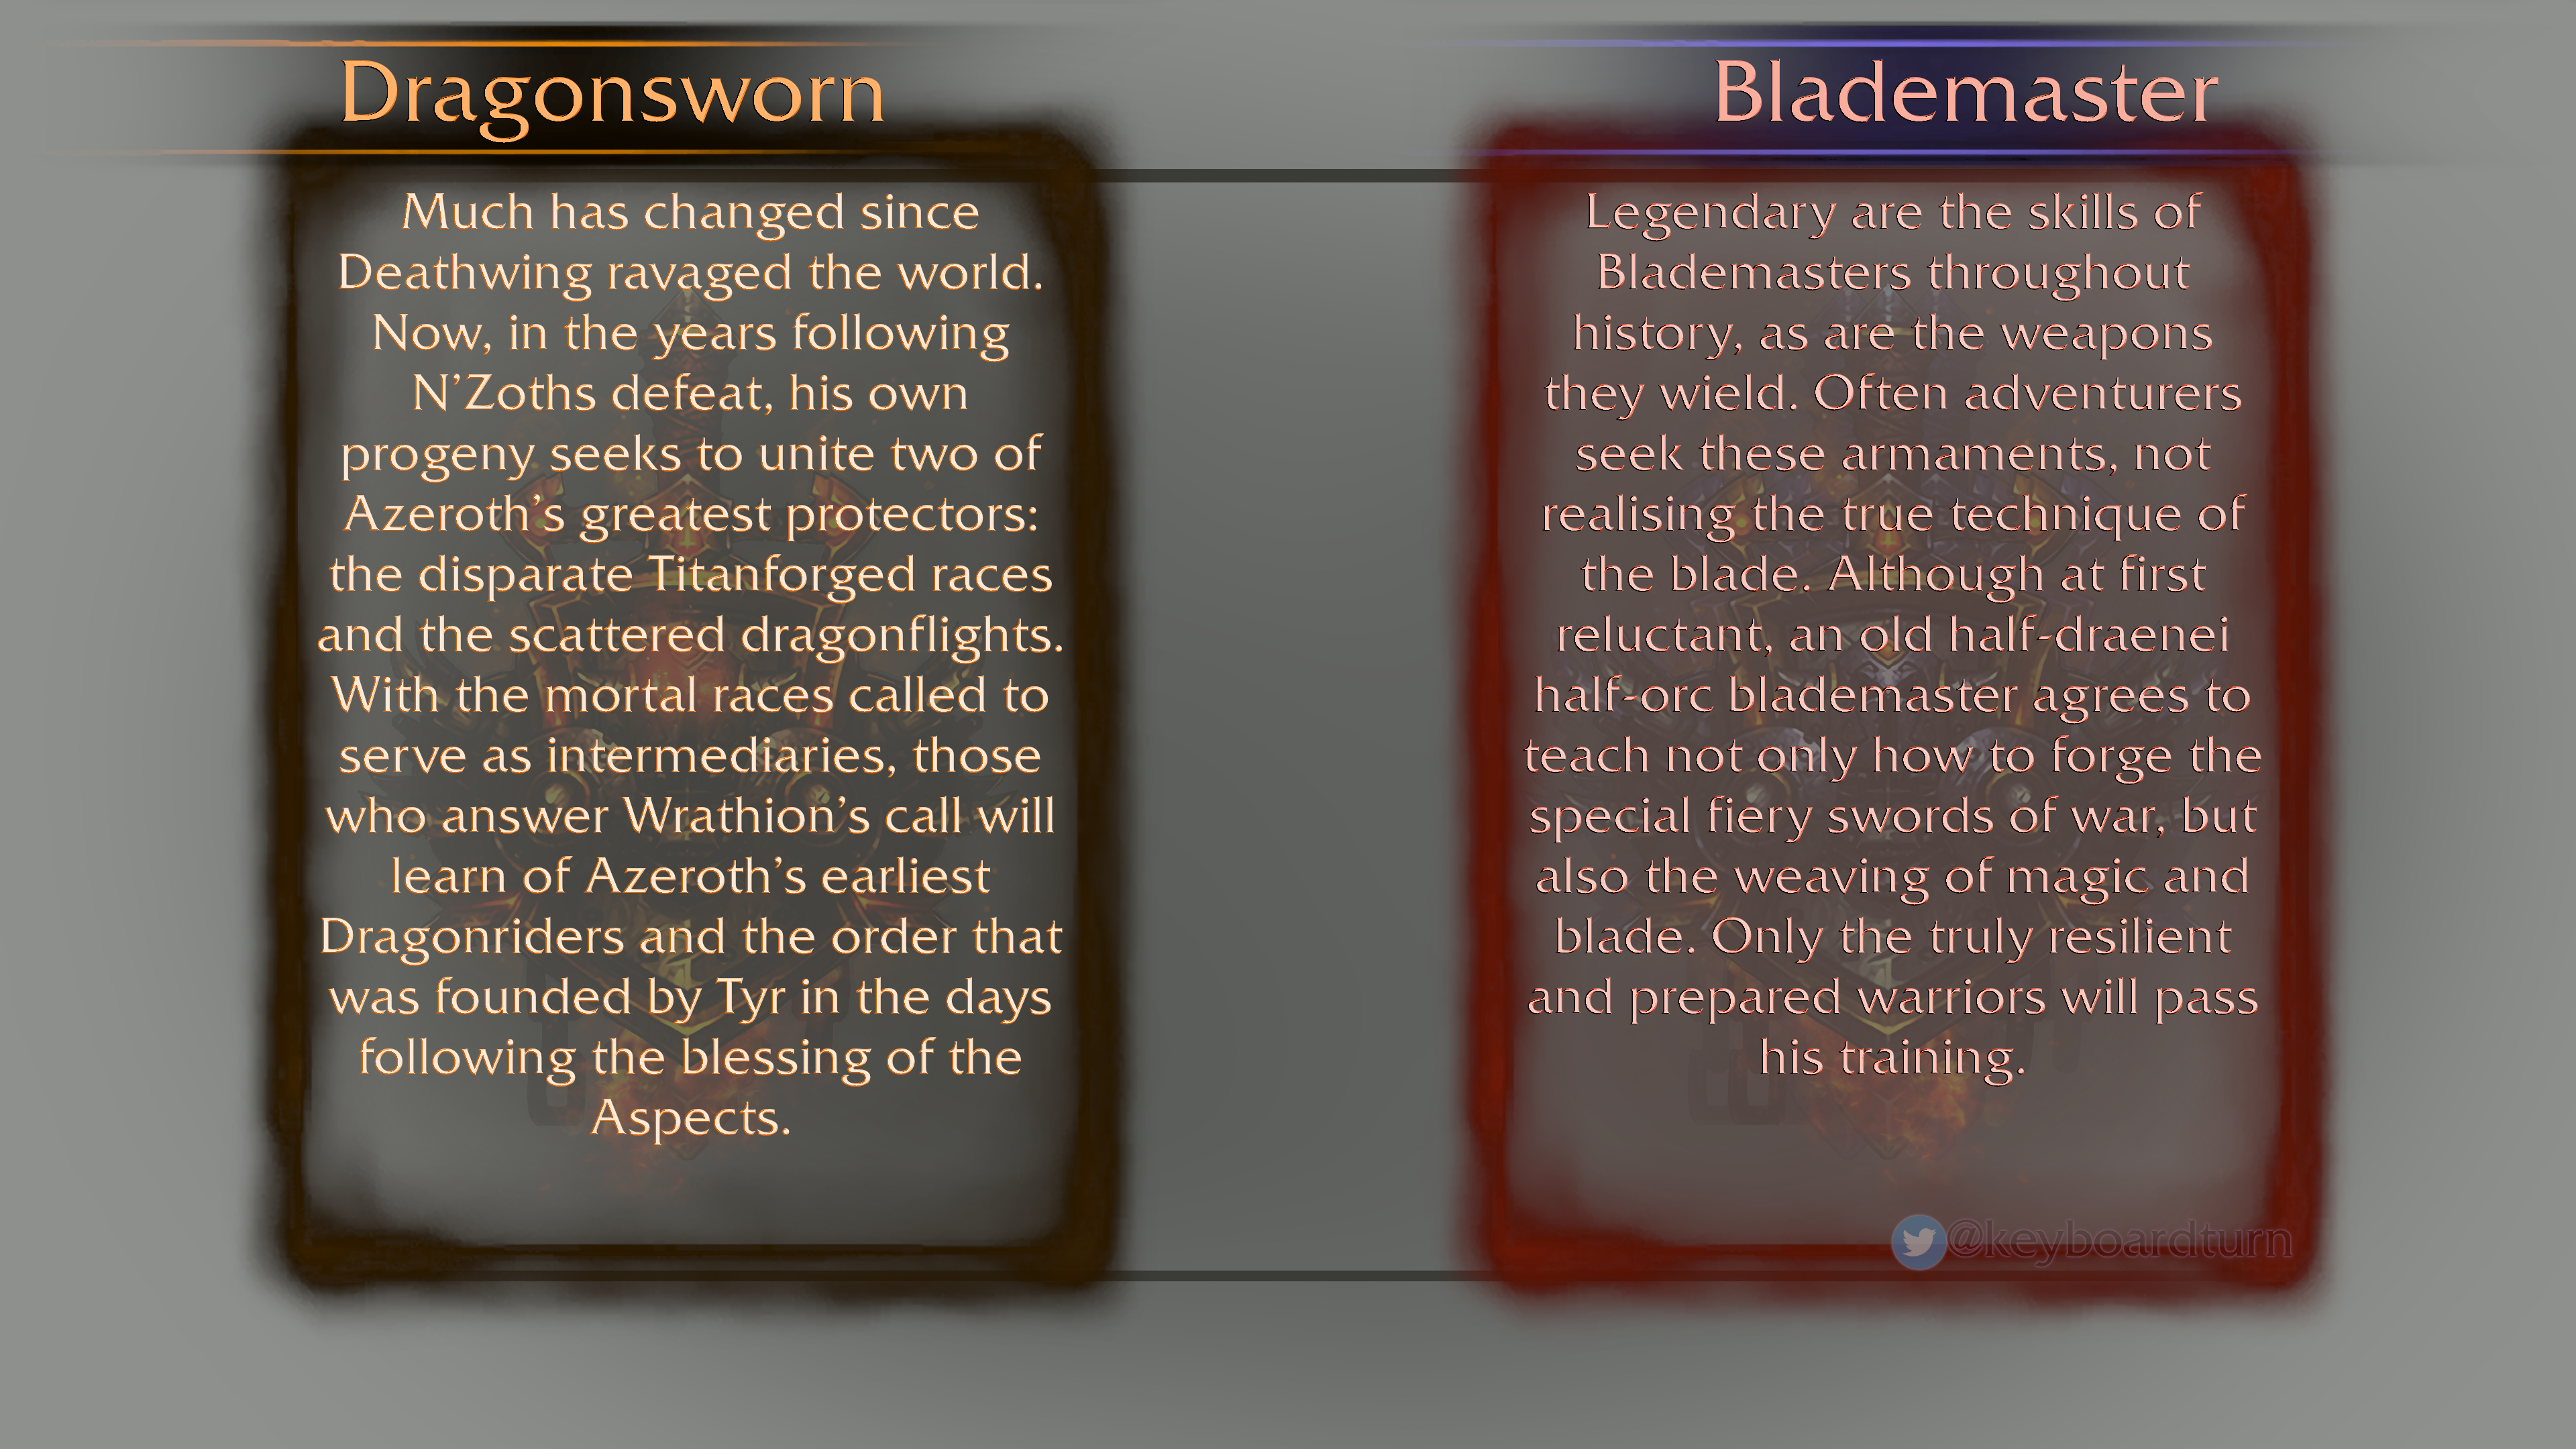 Dragonsworn
Much has changed since
Deathwing ravaged the world.
Now, in the years following
N’Zoths defeat, his own
progeny seeks to unite two of
Azeroth’s greatest protectors:
the disparate Titanforged races
and the scattered dragonflights.
With the mortal races called to
serve as intermediaries, those
who answer Wrathion’s call will
learn of Azeroth’s earliest
Dragonriders and the order that
was founded by Tyr in the days
following the blessing of the
Aspects.
Blademaster
Legendary are the skills of
Blademasters throughout
history, as are the weapons
they wield. Often adventurers
seek these armaments, not
realising the true technique of
the blade. Although at first
reluctant, an old half-draenei
half-orc blademaster agrees to
teach not only how to forge the
special fiery swords of war, but
also the weaving of magic and
blade. Only the truly resilient
and prepared warriors will pass
his training.
@keyboardturn